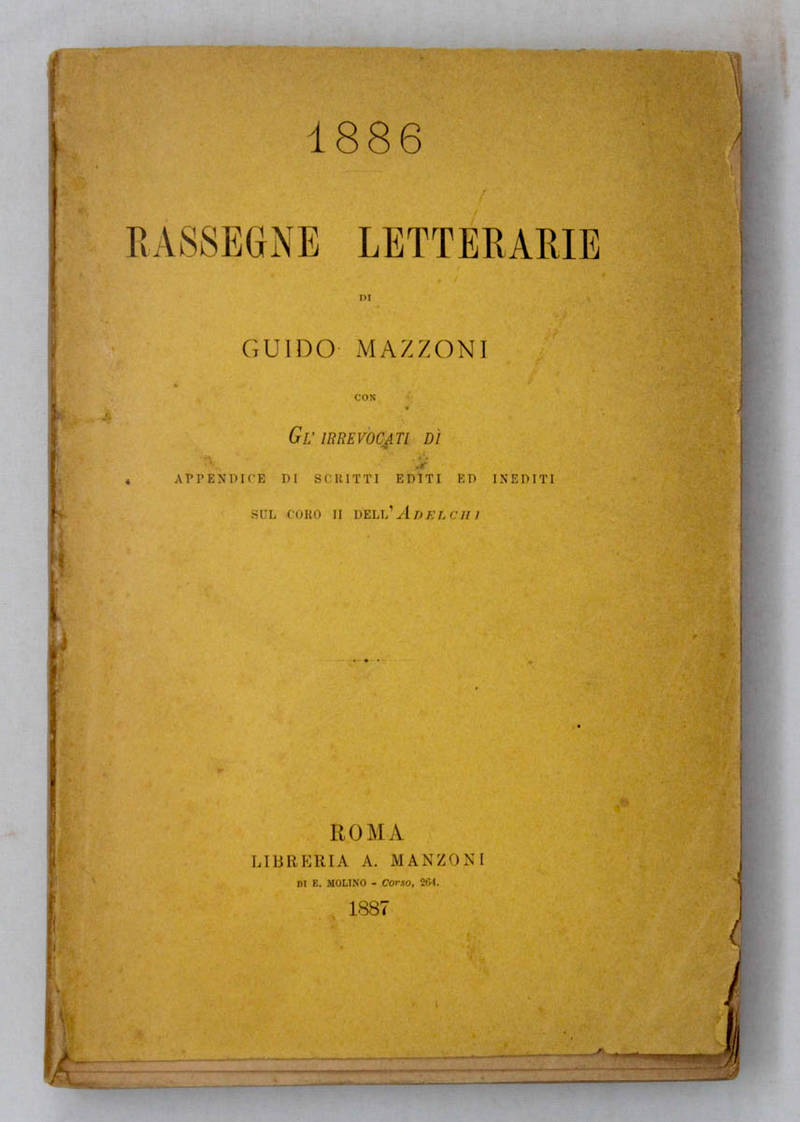 1886
RASSEGNE LETTERARIE
DI
GUIDO MAZZONI
CON
GL' IRREVOCATI DÌ
APPENDICE DI SCRITTI EDITI ED INEDITI
SUL CORO II DELL'ADELCHI
ROMA
LIBRERIA A. MANZONI
DI E. MOLINO - Corso, 264.
1887